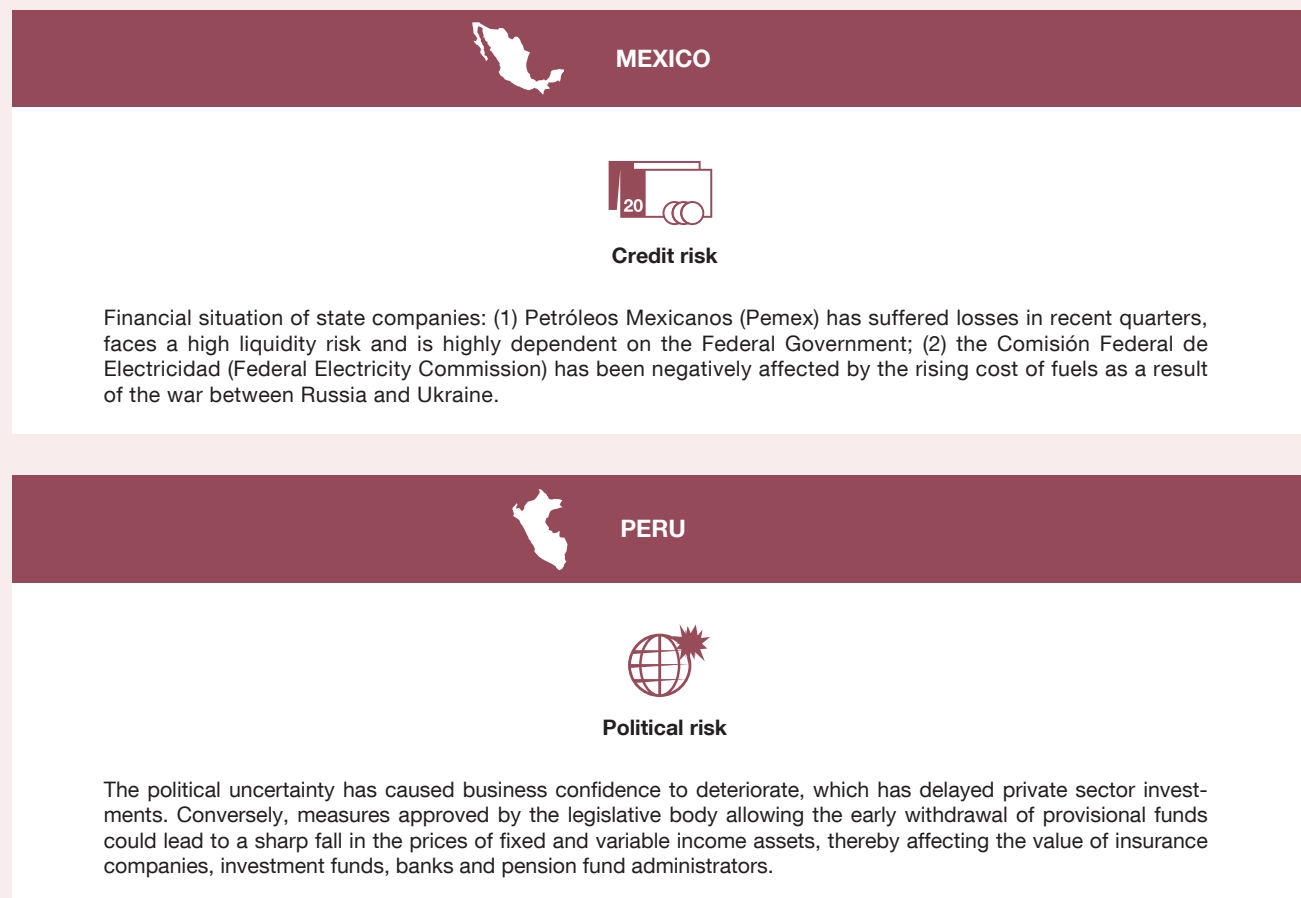 MEXICO
20
Credit risk
Financial situation of state companies: (1) Petróleos Mexicanos (Pemex) has suffered losses in recent quarters,
faces a high liquidity risk and is highly dependent on the Federal Government; (2) the Comisión Federal de
Electricidad (Federal Electricity Commission) has been negatively affected by the rising cost of fuels as a result
of the war between Russia and Ukraine.
PERU
Political risk
The political uncertainty has caused business confidence to deteriorate, which has delayed private sector invest-
ments. Conversely, measures approved by the legislative body allowing the early withdrawal of provisional funds
could lead to a sharp fall in the prices of fixed and variable income assets, thereby affecting the value of insurance
companies, investment funds, banks and pension fund administrators.